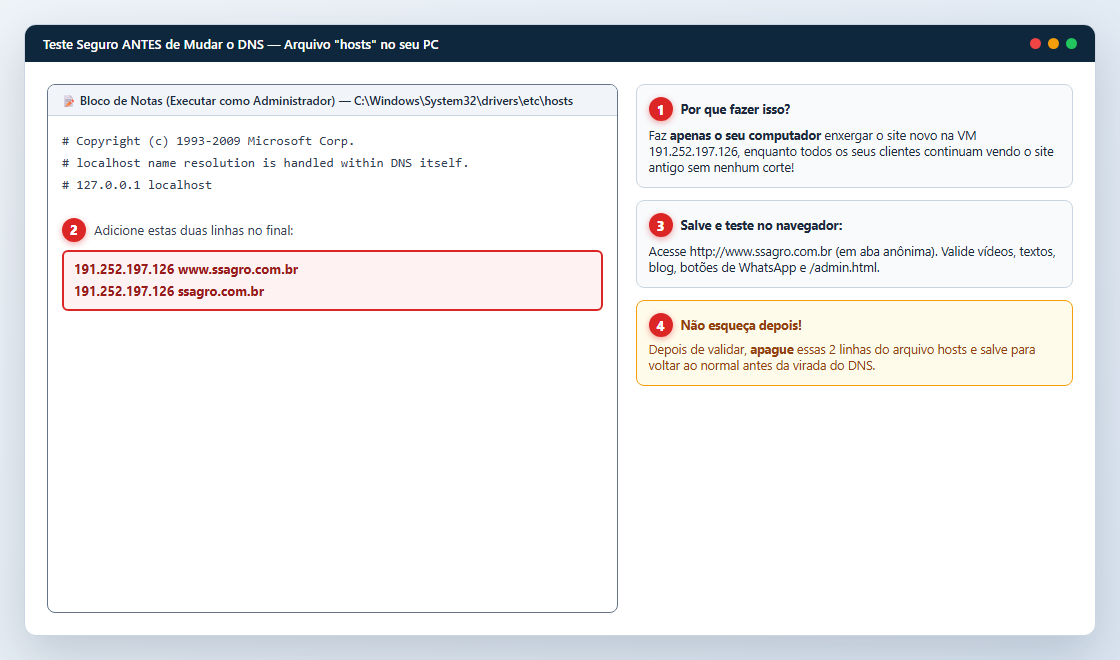 Teste Seguro ANTES de Mudar o DNS — Arquivo "hosts" no seu PC
Bloco de Notas (Executar como Administrador) — C:\Windows\System32\drivers\etc\hosts
# Copyright (c) 1993-2009 Microsoft Corp.
# localhost name resolution is handled within DNS itself.
# 127.0.0.1 localhost
2 Adicione estas duas linhas no final:
191.252.197.126 www.ssagro.com.br
191.252.197.126 ssagro.com.br
1 Por que fazer isso?
Faz apenas o seu computador enxergar o site novo na VM
191.252.197.126, enquanto todos os seus clientes continuam vendo o site
antigo sem nenhum corte!
3 Salve e teste no navegador:
Acesse http://www.ssagro.com.br (em aba anônima). Valide vídeos, textos,
blog, botões de WhatsApp e /admin.html.
4 Não esqueça depois!
Depois de validar, apague essas 2 linhas do arquivo hosts e salve para
voltar ao normal antes da virada do DNS.